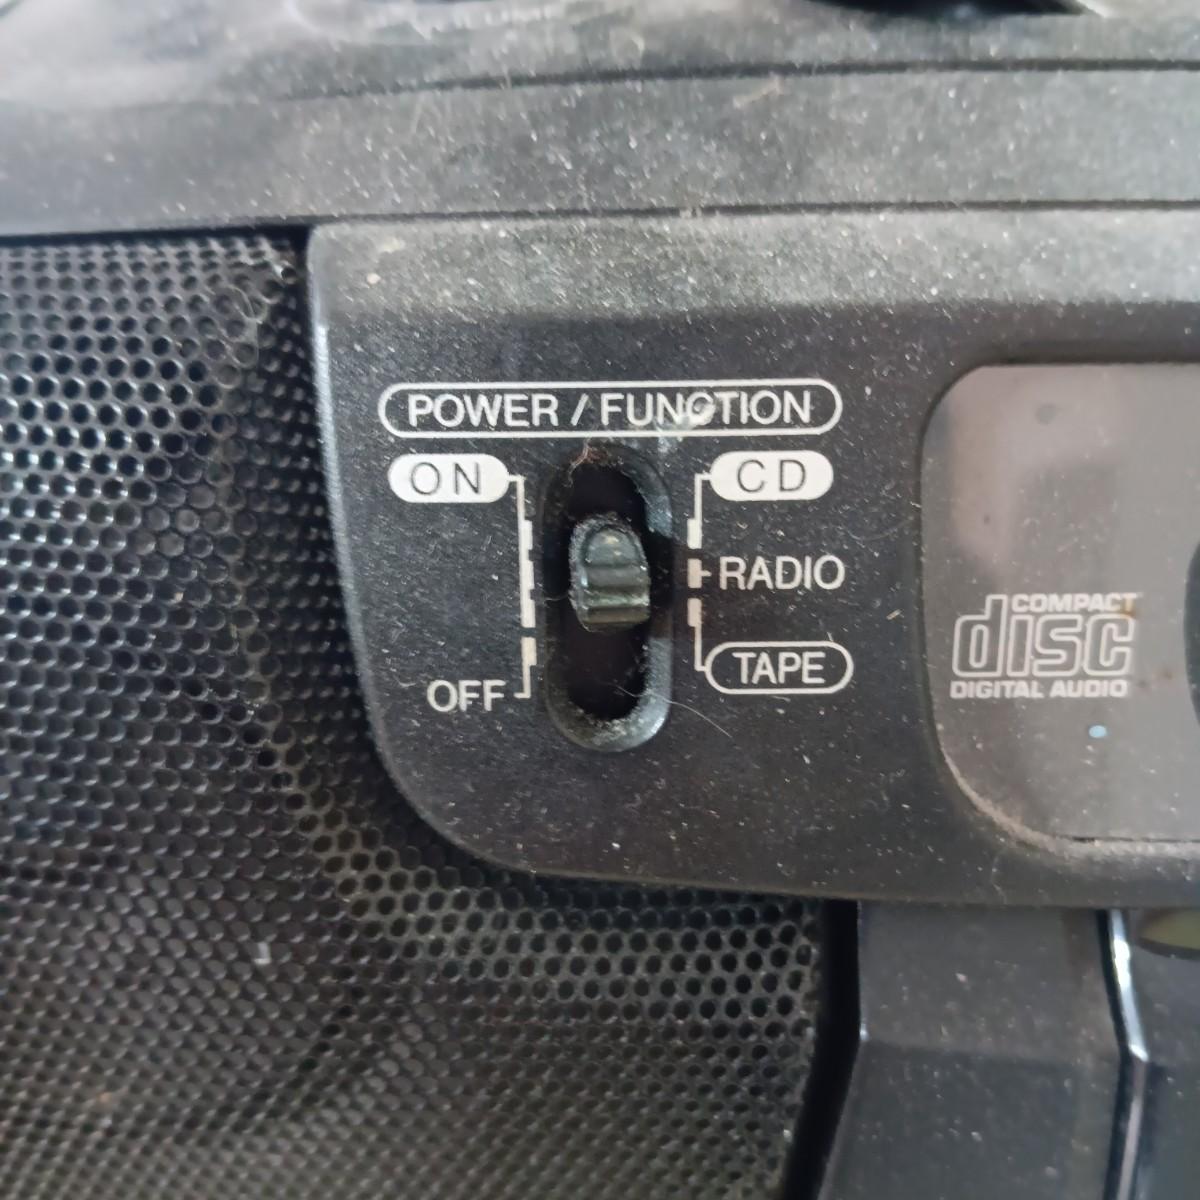 POWER / FUNCTION
ON
CD
RADIO
OFF
TAPE
COMPACT
disc
DIGITAL AUDIO